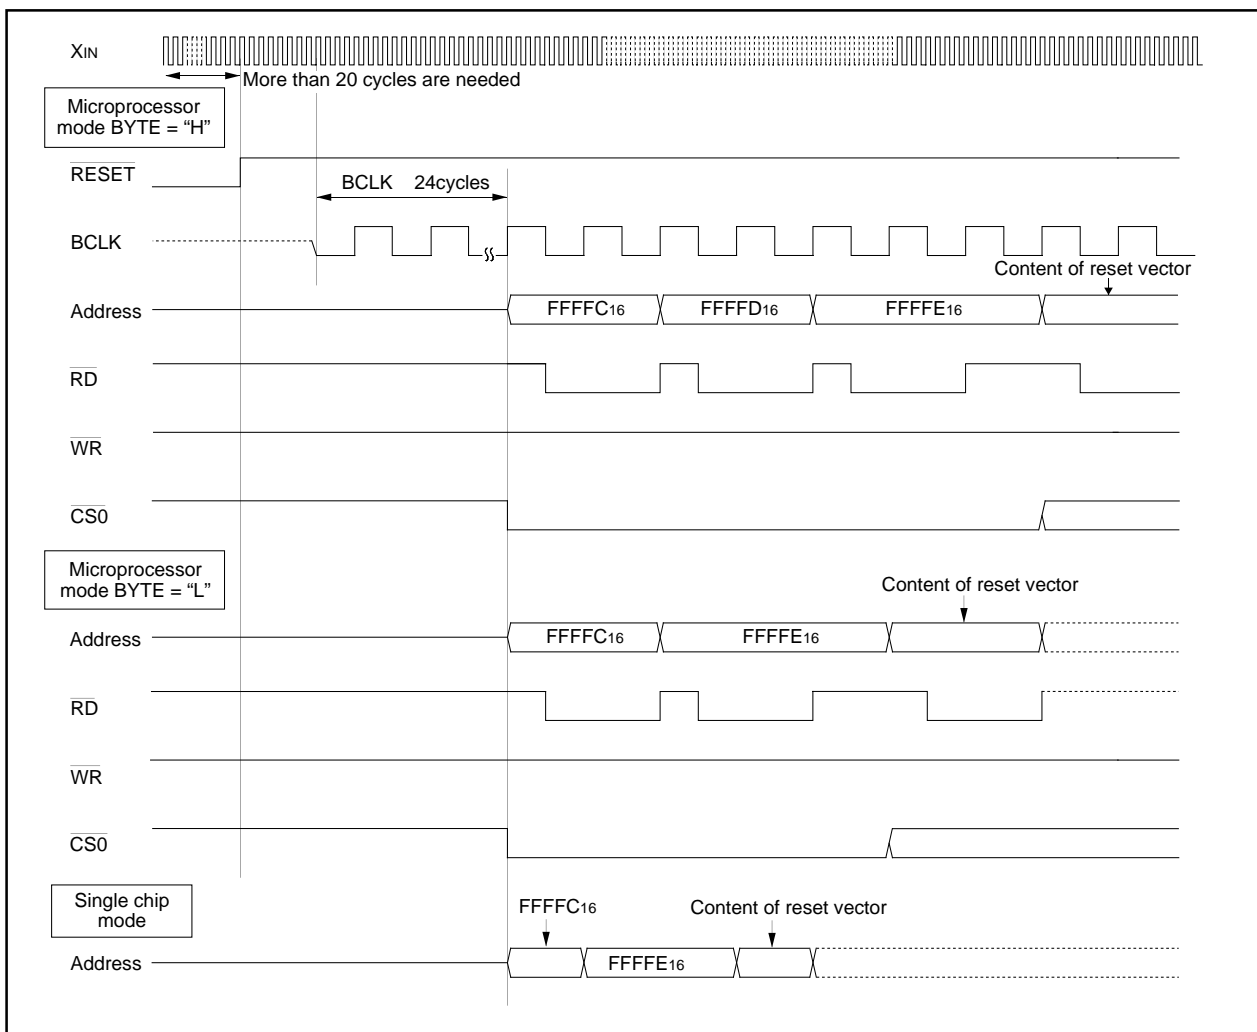 XIN
More than 20 cycles are needed
Microprocessor
mode BYTE = “H”
RESET
BCLK 24cycles
BCLK
Content of reset vector
Address
FFFFC16
FFFFD16
FFFFE16
RD
WR
CS0
Microprocessor
mode BYTE = “L”
Content of reset vector
Address
FFFFC16
FFFFE16
RD
WR
CS0
Single chip
mode
FFFFC16
Content of reset vector
Address
FFFFE16